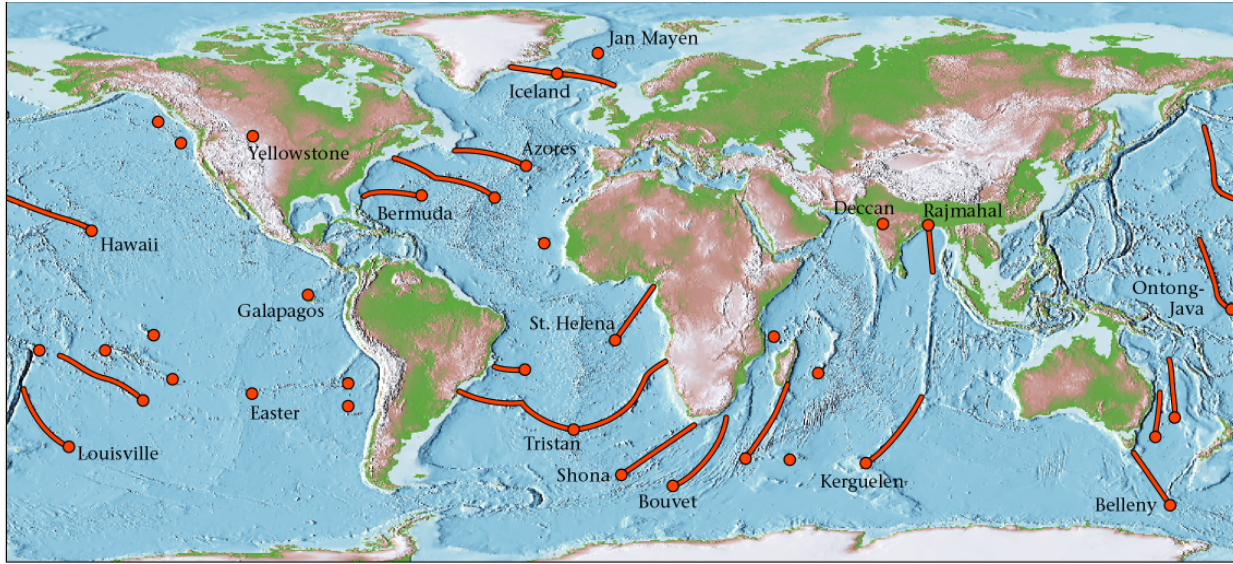 Jan Mayen
Iceland
Yellowstone
Azores
Bermuda
Deccan
Rajmahal
Hawaii
Galapagos
St. Helena
Ontong-
Java
Easter
Tristan
Louisville
Shona
Bouvet
Kerguelen
Belleny